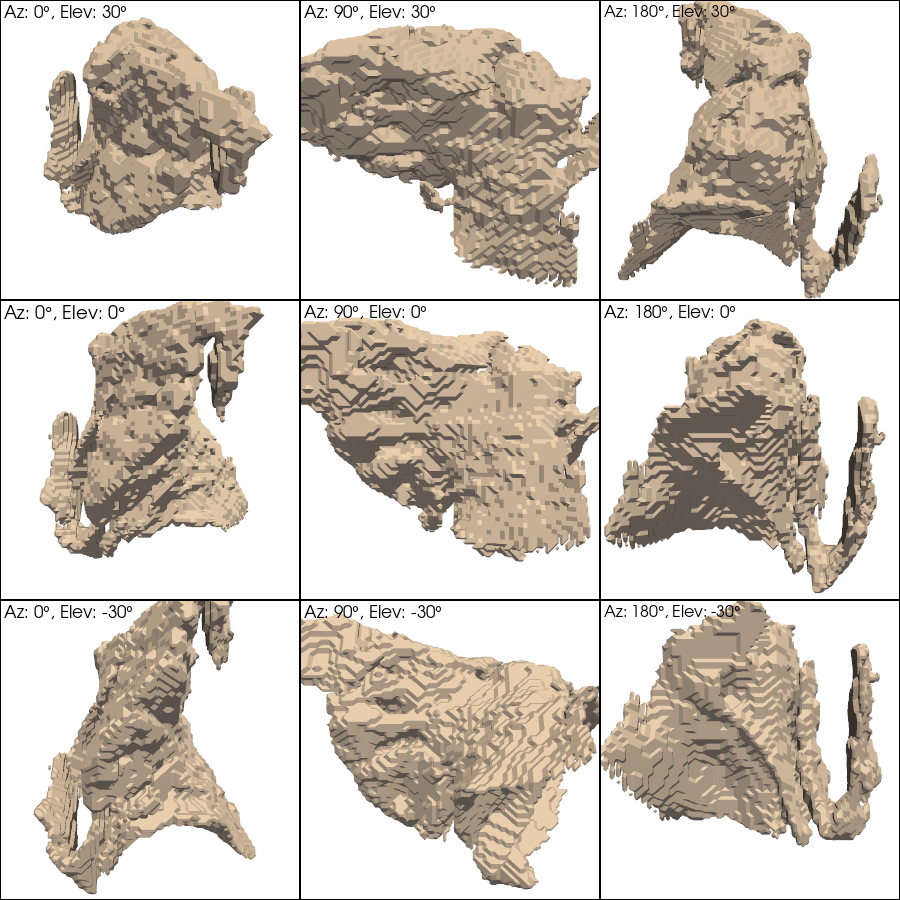 Az: 0°, Elev: 30°
Az: 90°, Elev: 30°
Az: 180°, Elev: 30°
Az: 0°, Elev: 0°
Az: 90°, Elev: 0°
Az: 180°, Elev: 0°
Az: 0°, Elev: -30°
Az: 90°, Elev: -30°
Az: 180°, Elev: -30°